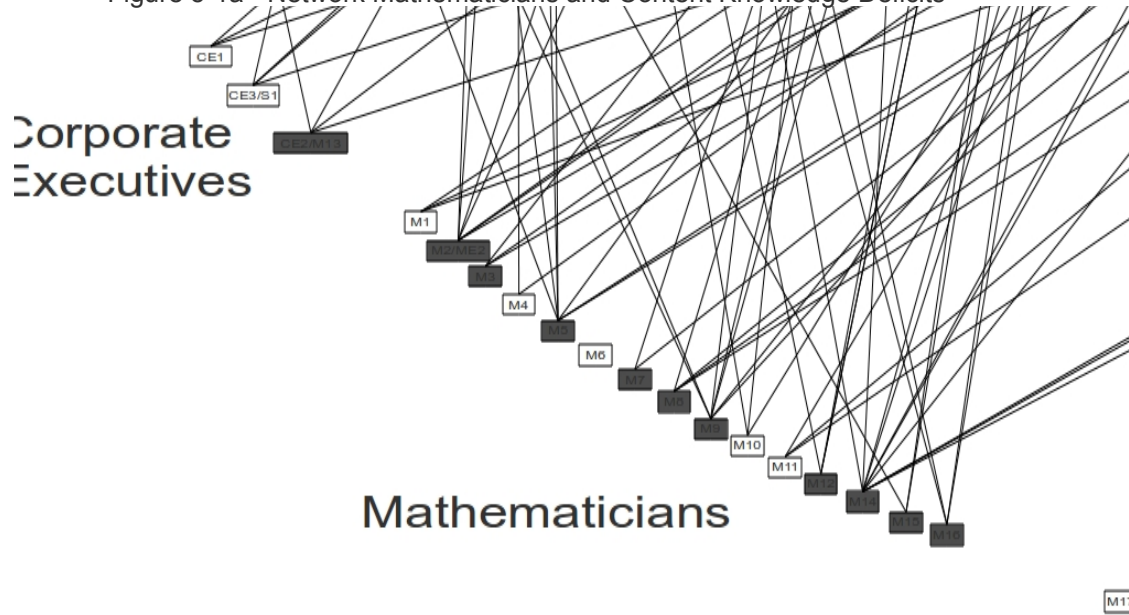 CE1
CE3/S1
Corporate
Executives
CE2/M13
M1
M2/ME2
M3
M4
M5
M6
M7
M8
M9
M10
M11
M12
M14
M15
M16
Mathematicians